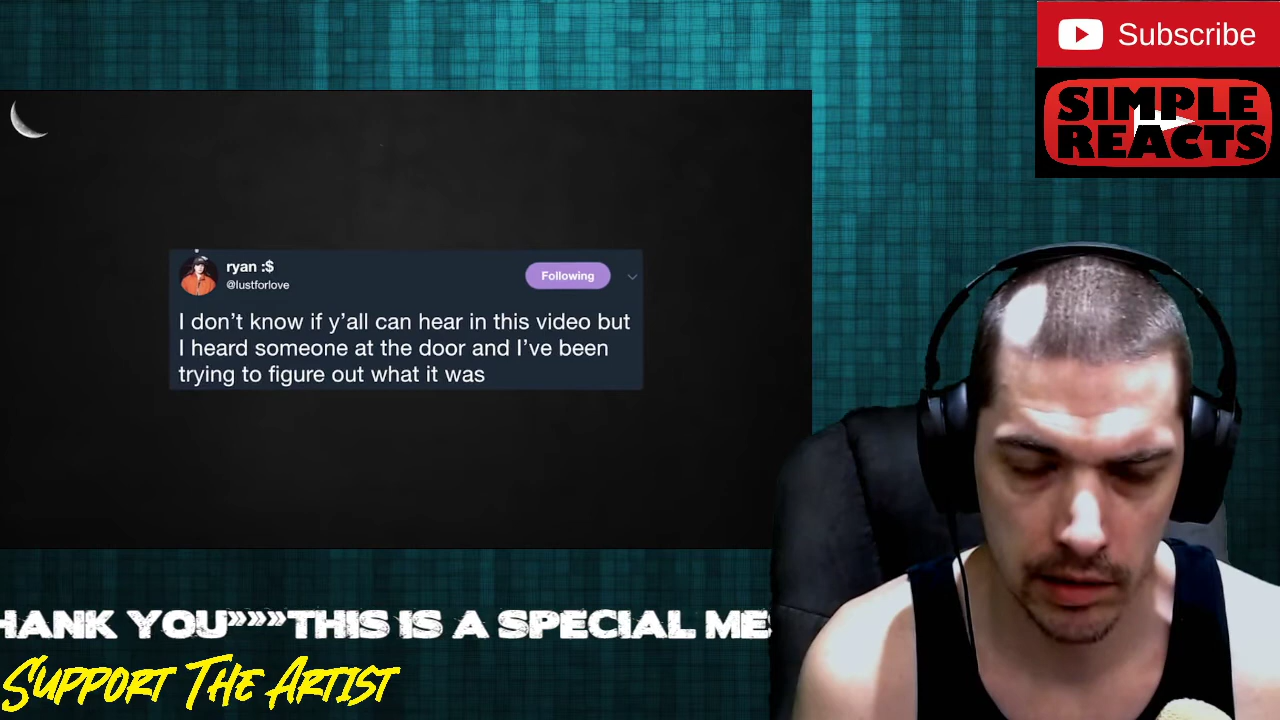 Subscribe
SIMPLE
REACTS
ryan :$
@lustforlove
Following
I don’t know if y’all can hear in this video but
I heard someone at the door and I’ve been
trying to figure out what it was
HANK YOU»»»THIS IS A SPECIAL ME
Support The Artist